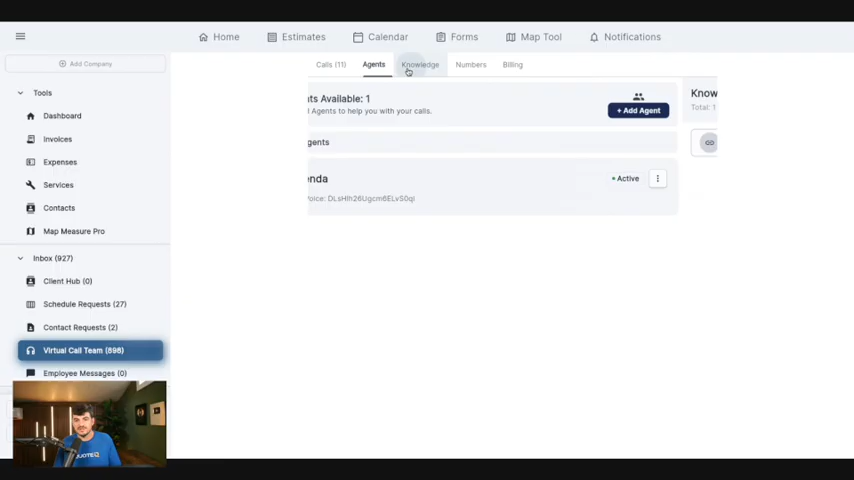 Home
Estimates
Calendar
Forms
Map Tool
Notifications
Add Company
Calls (11)
Agents
Knowledge
Numbers
Billing
Tools
Dashboard
Invoices
Expenses
Services
Contacts
Map Measure Pro
Inbox (927)
Client Hub (0)
Schedule Requests (27)
Contact Requests (2)
Virtual Call Team (898)
Employee Messages (0)
nts Available: 1
l Agents to help you with your calls.
+ Add Agent
gents
enda
Active
Know
Total: 1
QUOTEIQ